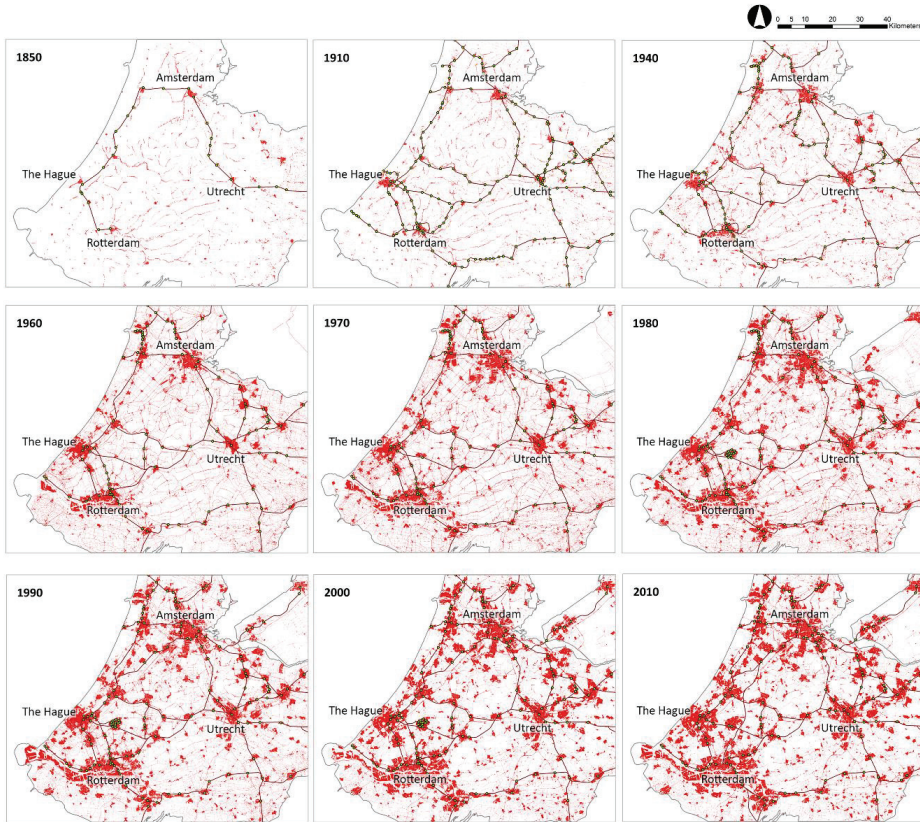 0 5 10 20 30 40
Kilometers
1850
Amsterdam
The Hague
Utrecht
Rotterdam
1910
Amsterdam
The Hague
Utrecht
Rotterdam
1940
Amsterdam
The Hague
Utrecht
Rotterdam
1960
Amsterdam
The Hague
Utrecht
Rotterdam
1970
Amsterdam
The Hague
Utrecht
Rotterdam
1980
Amsterdam
The Hague
Utrecht
Rotterdam
1990
Amsterdam
The Hague
Utrecht
Rotterdam
2000
Amsterdam
The Hague
Utrecht
Rotterdam
2010
Amsterdam
The Hague
Utrecht
Rotterdam